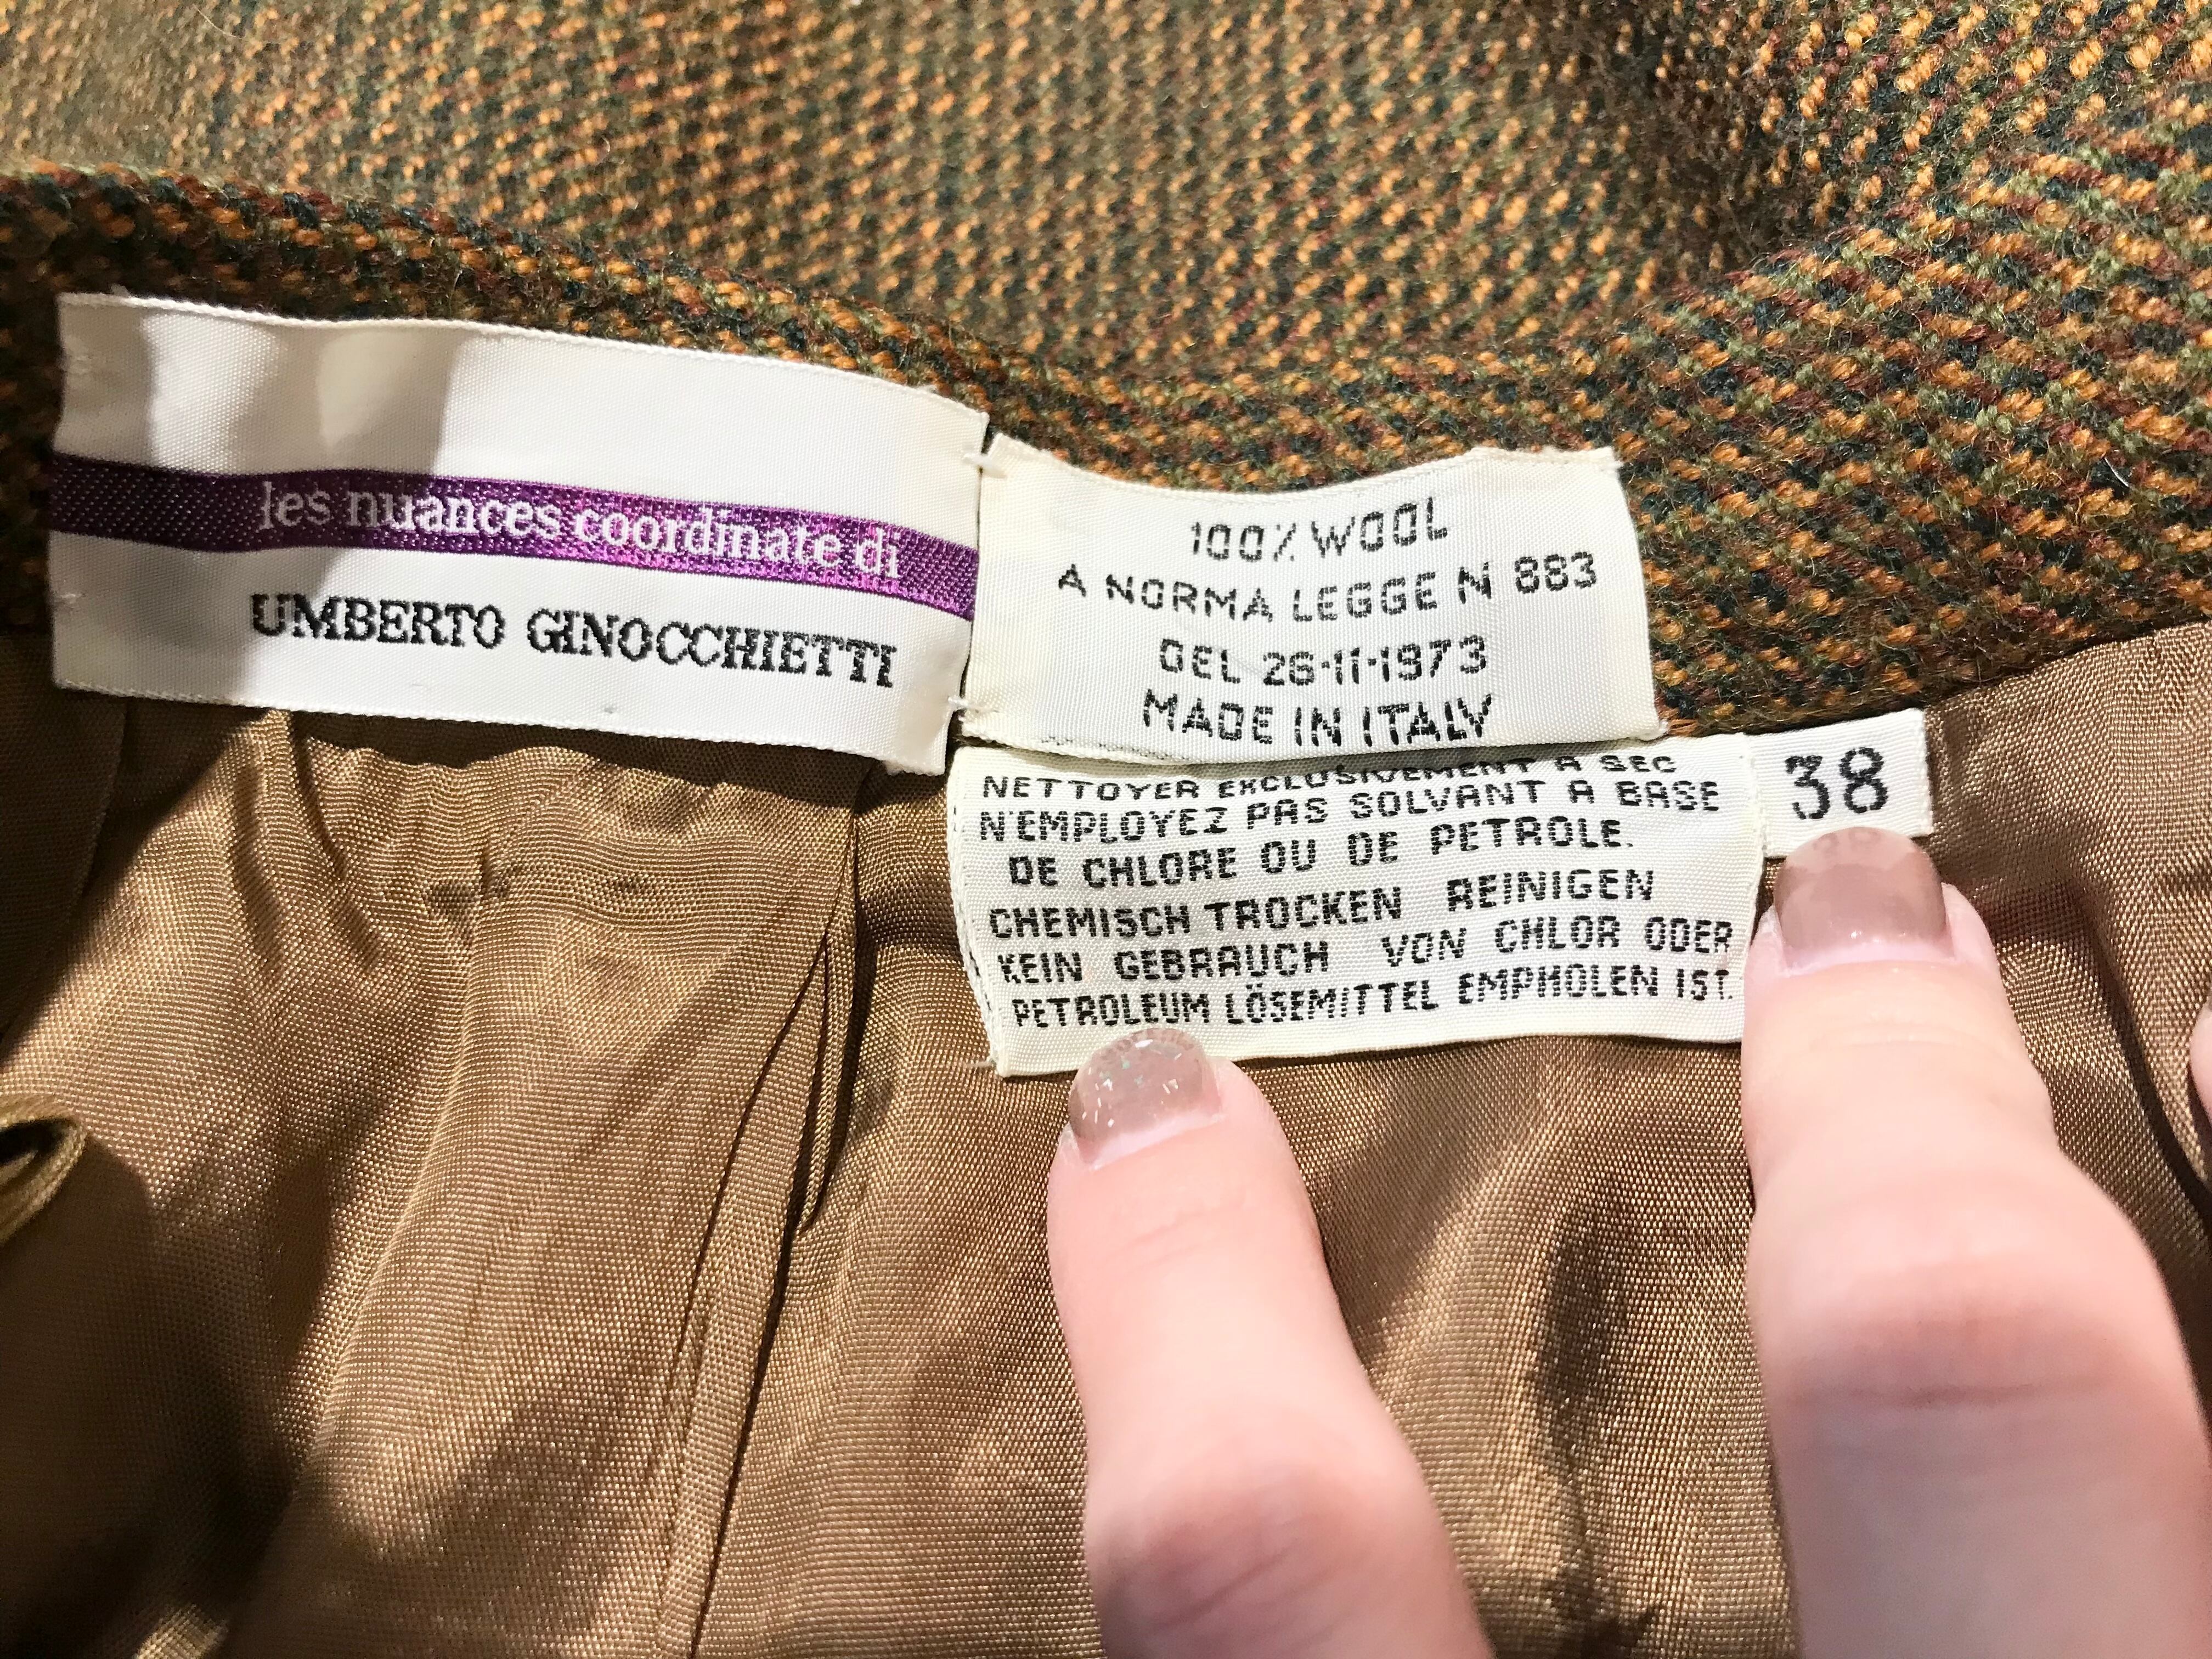 les nuances coordinate di
UMBERTO GINOCCHIETTI
100% WOOL
A NORMA LEGGE N 883
DEL 26·11·1973
MADE IN ITALY
NETTOYER EXCLUSIVEMENT A SEC
N'EMPLOYEZ PAS SOLVANT A BASE
DE CHLORE OU DE PETROLE.
CHEMISCH TROCKEN REINIGEN
KEIN GEBRAUCH VON CHLOR ODER
PETROLEUM LÖSEMITTEL EMPHOLEN IST.
38